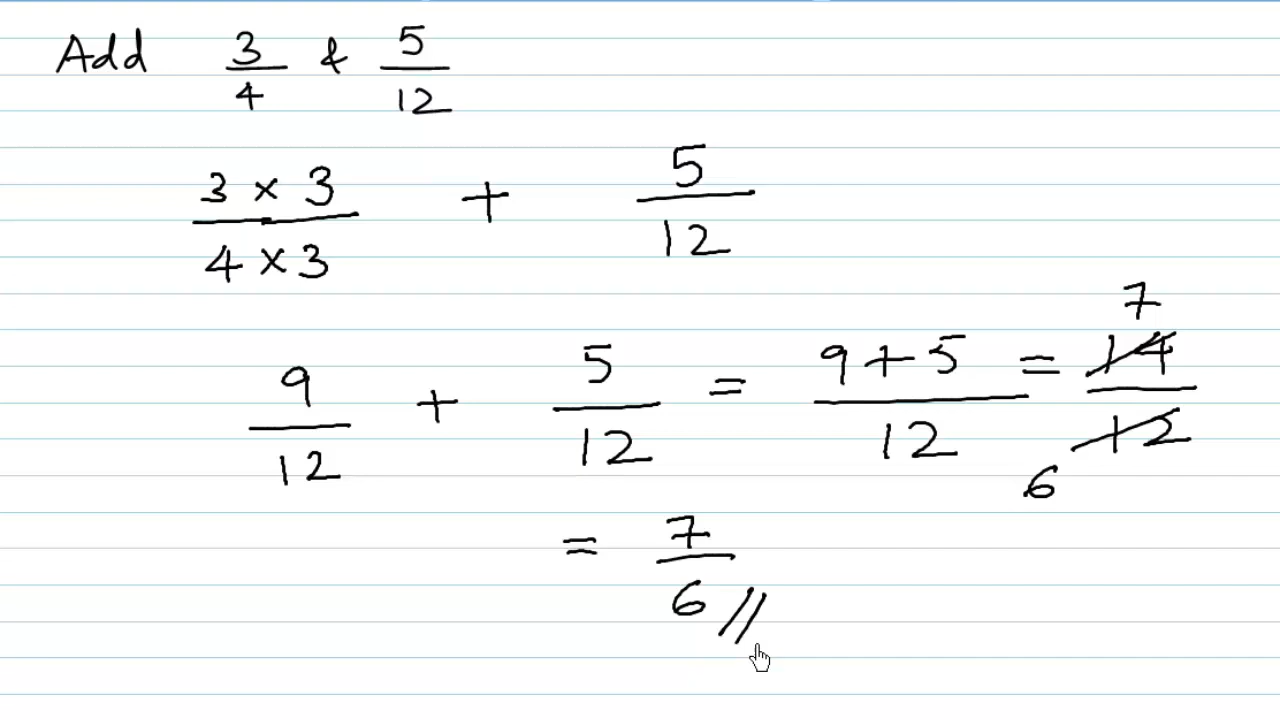 Add 3/4 & 5/12
3 × 3 / 4 × 3 + 5/12
9/12 + 5/12 = 9 + 5 / 12 = 14/12 7 6
= 7/6 //